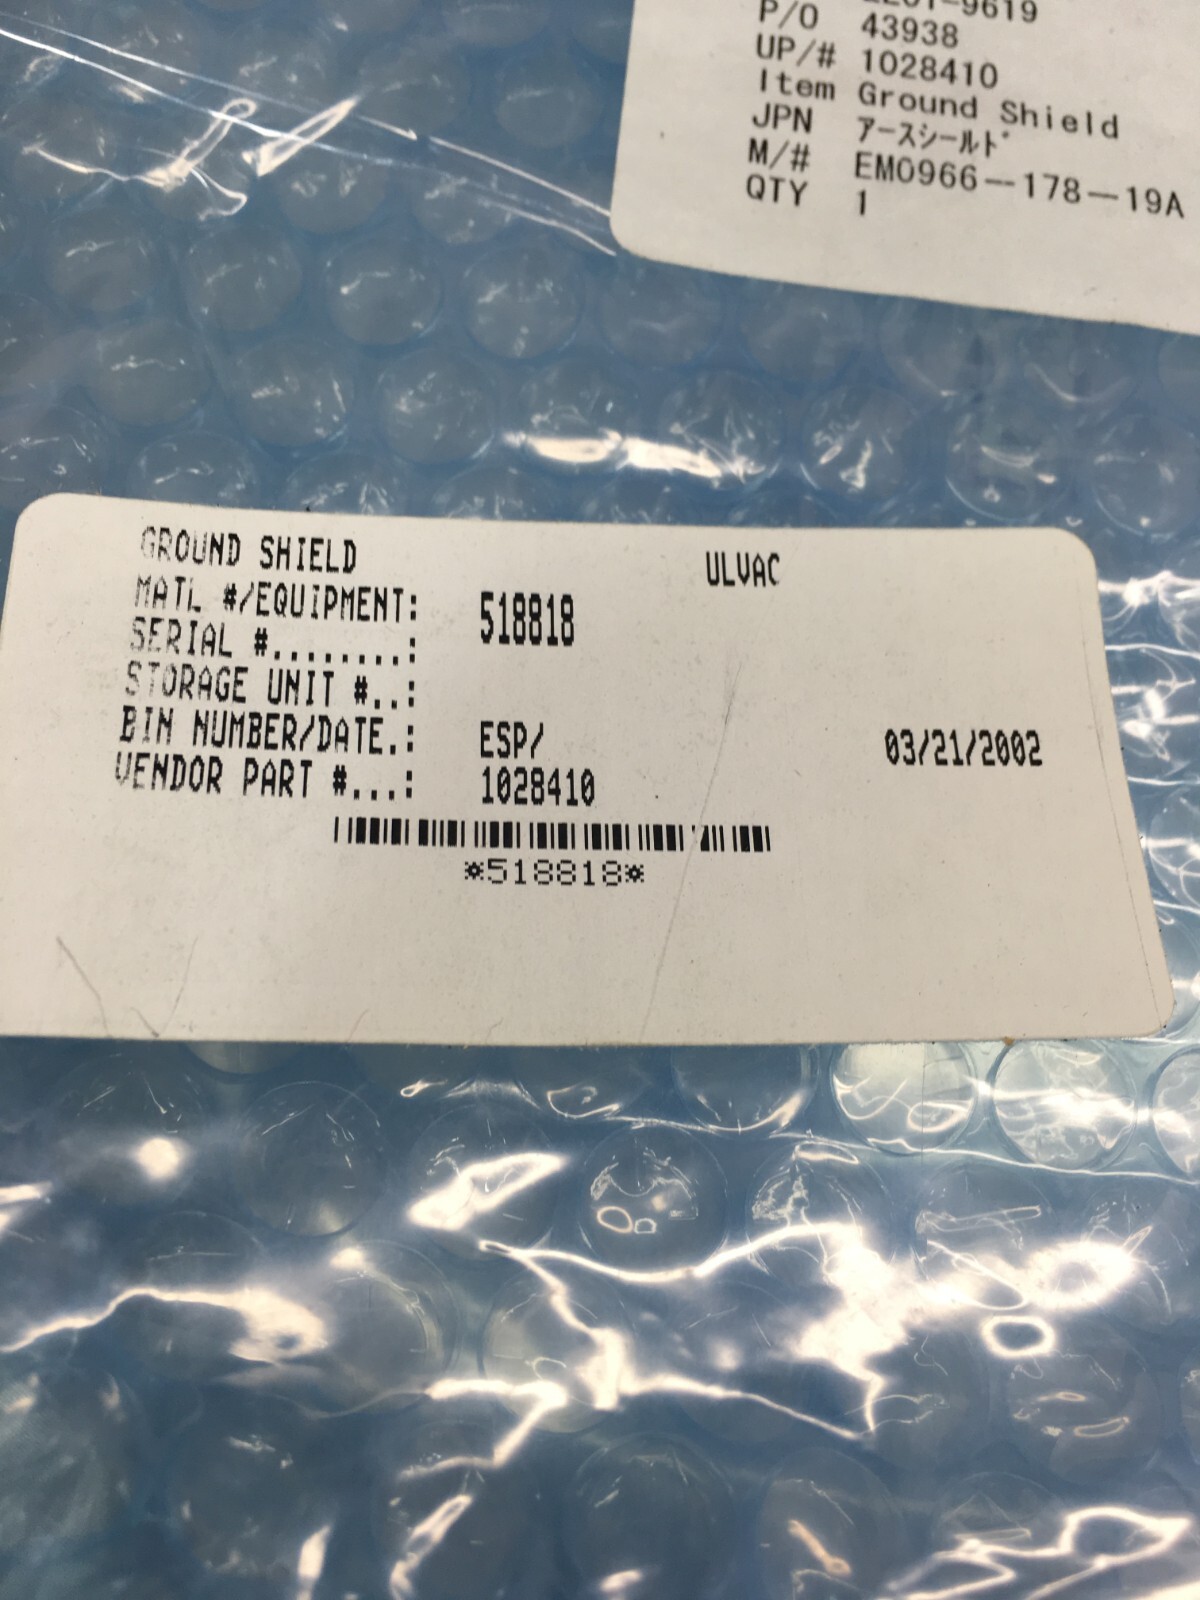 P/O 43938
UP/# 1028410
Item Ground Shield
JPN ｱｰｽｼｰﾙﾄﾞ
M/# EM0966-178-19A
QTY 1
GROUND SHIELD ULVAC
MATL #/EQUIPMENT: 518818
SERIAL #........:
STORAGE UNIT #..:
BIN NUMBER/DATE.: ESP/ 03/21/2002
VENDOR PART #...: 1028410
*518818*